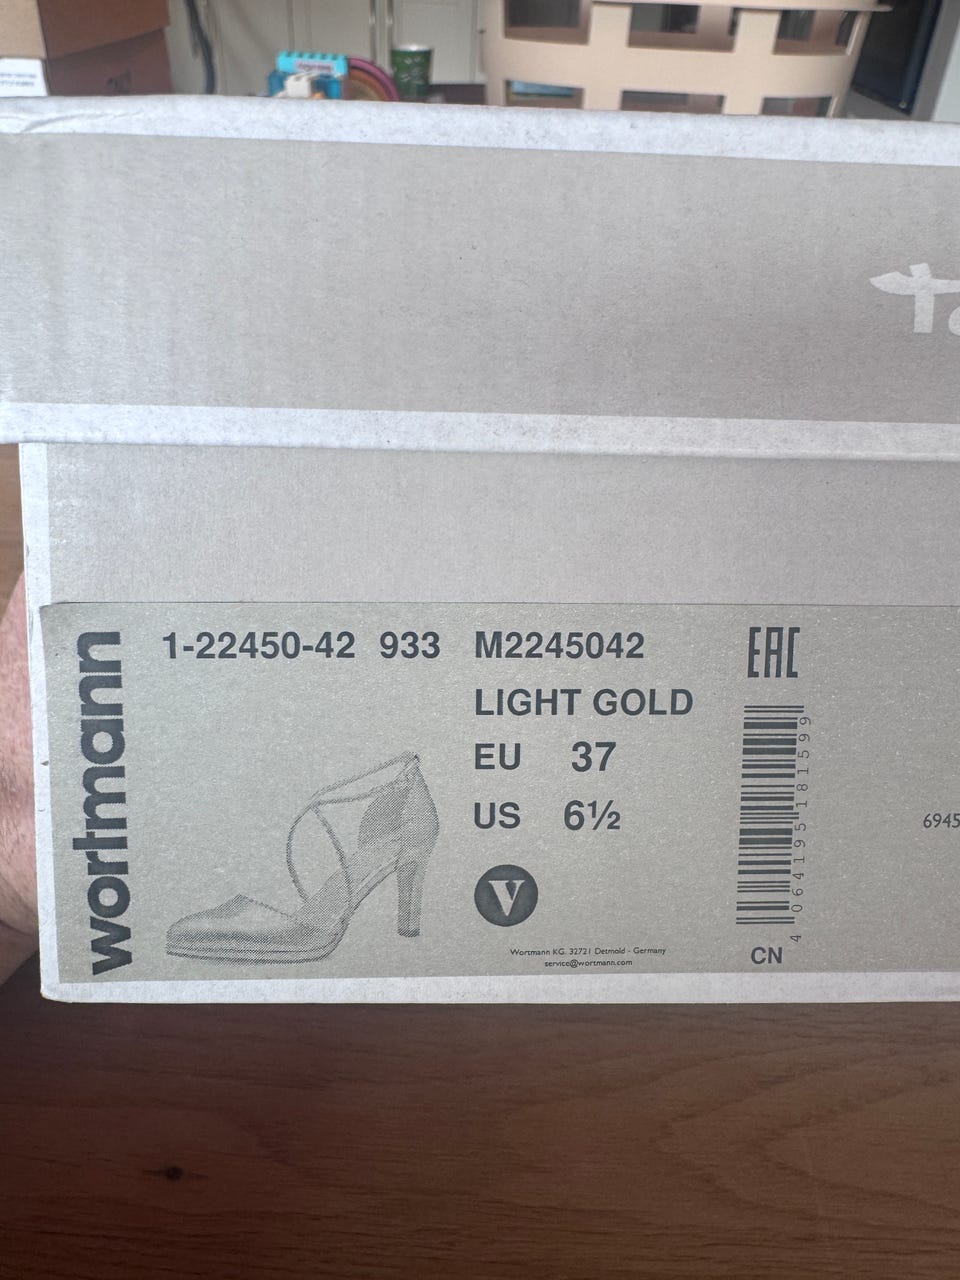 wortmann
1-22450-42 933 M2245042
LIGHT GOLD
EU 37
US 6½
V
Wortmann KG. 32721 Detmold - Germany
service@wortmann.com
EAC
4 064195 181599
CN
6945